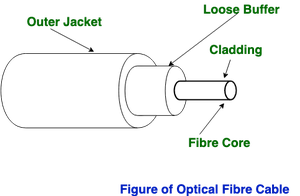 Loose Buffer
Outer Jacket
Cladding
Fibre Core
Figure of Optical Fibre Cable